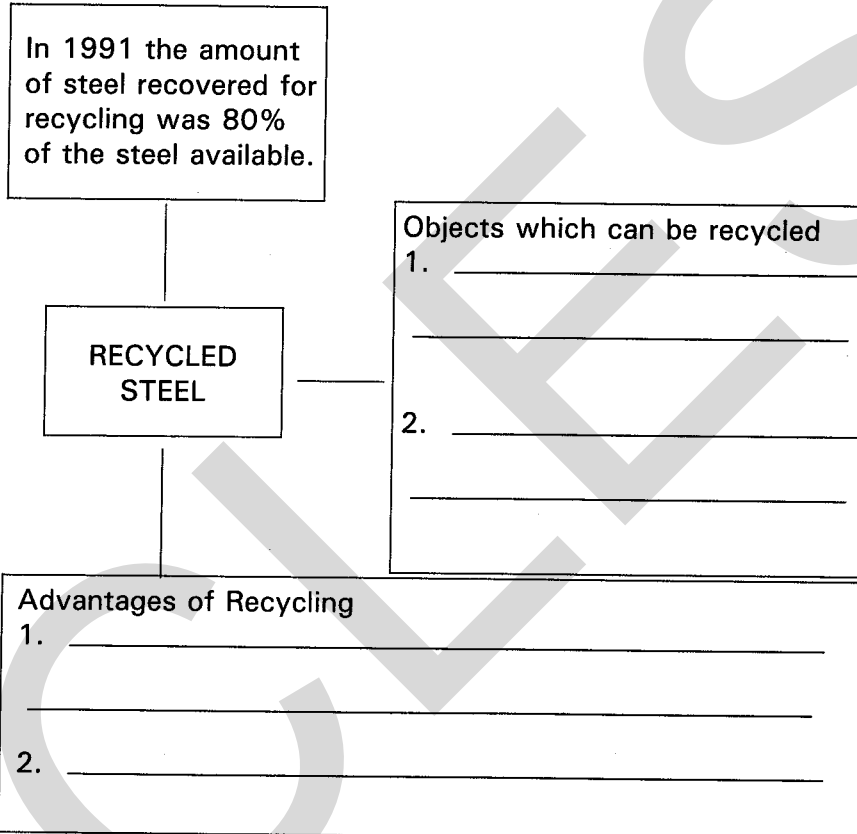 In 1991 the amount
of steel recovered for
recycling was 80%
of the steel available.
Objects which can be recycled
1.
RECYCLED
STEEL
2.
Advantages of Recycling
1.
2.